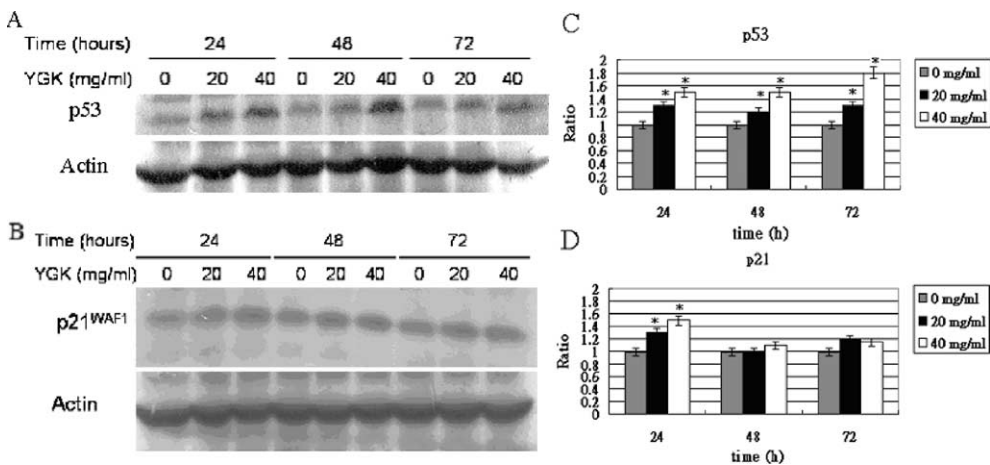 A
Time (hours) 24 48 72
YGK (mg/ml) 0 20 40 0 20 40 0 20 40
p53
Actin
B
Time (hours) 24 48 72
YGK (mg/ml) 0 20 40 0 20 40 0 20 40
p21WAF1
Actin
C
p53
Ratio
2
1.8
1.6
1.4
1.2
1
0.8
0.6
0.4
0.2
0
* * * * * *
24 48 72
time (h)
0 mg/ml
20 mg/ml
40 mg/ml
D
p21
Ratio
2
1.8
1.6
1.4
1.2
1
0.8
0.6
0.4
0.2
0
* *
24 48 72
time (h)
0 mg/ml
20 mg/ml
40 mg/ml